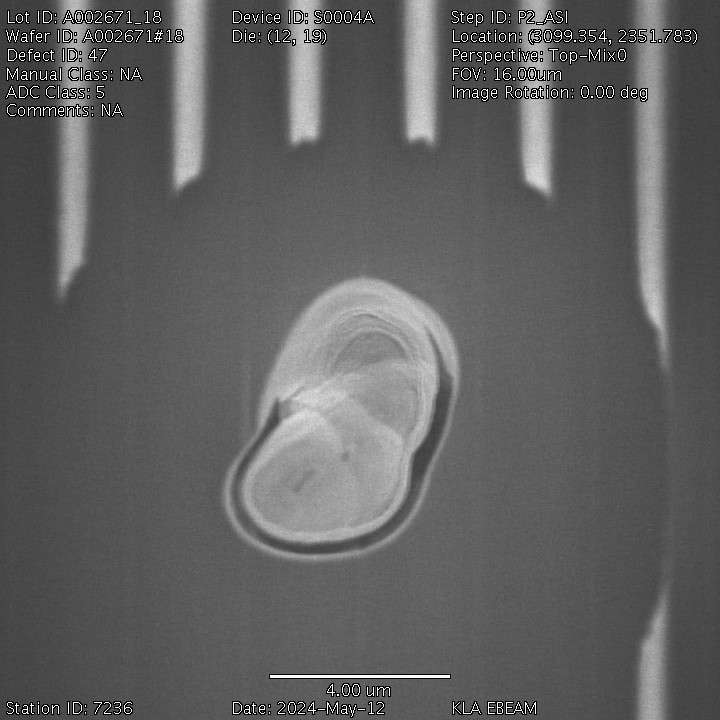 Lot ID: A002671_18
Wafer ID: A002671#18
Defect ID: 47
Manual Class: NA
ADC Class: 5
Comments: NA
Device ID: S0004A
Die: (12, 19)
Step ID: P2_ASI
Location: (3099.354, 2351.783)
Perspective: Top-Mix0
FOV: 16.00um
Image Rotation: 0.00 deg
4.00 um
Station ID: 7236
Date: 2024-May-12
KLA EBEAM